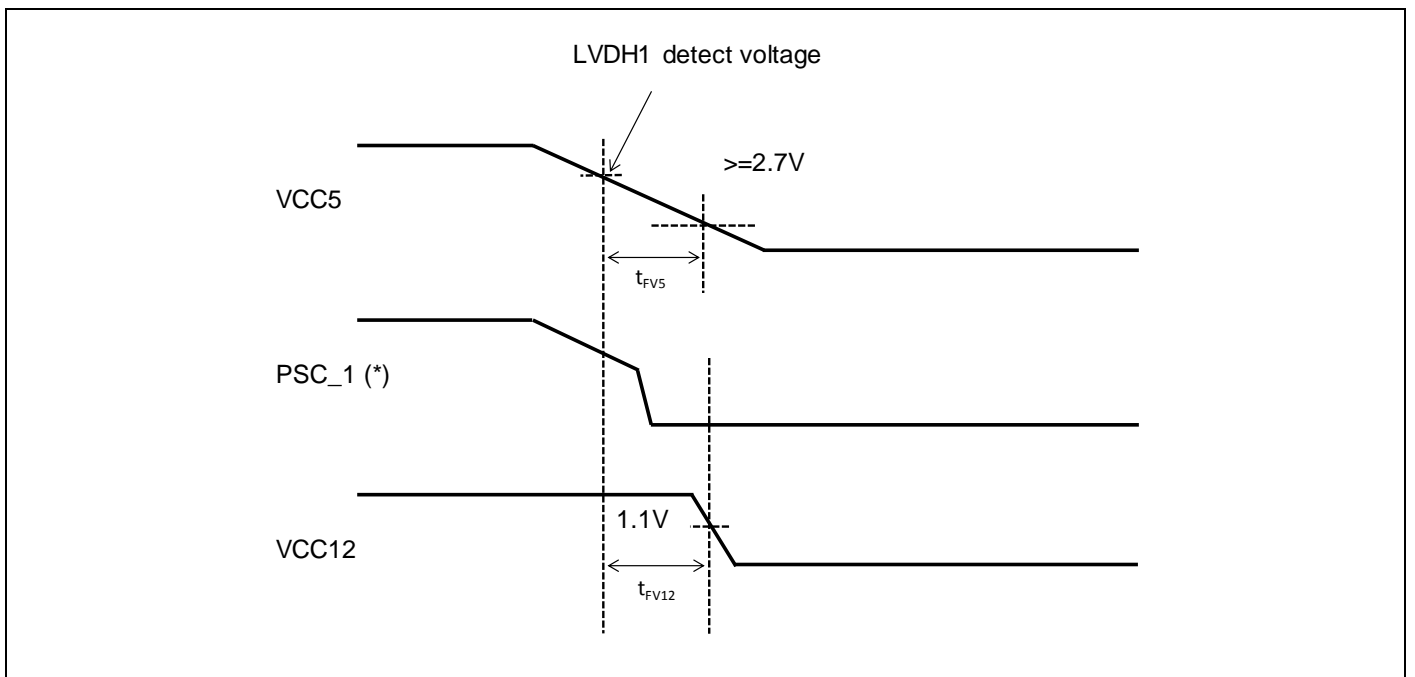 LVDH1 detect voltage
>=2.7V
VCC5
tFV5
PSC_1 (*)
1.1V
VCC12
tFV12